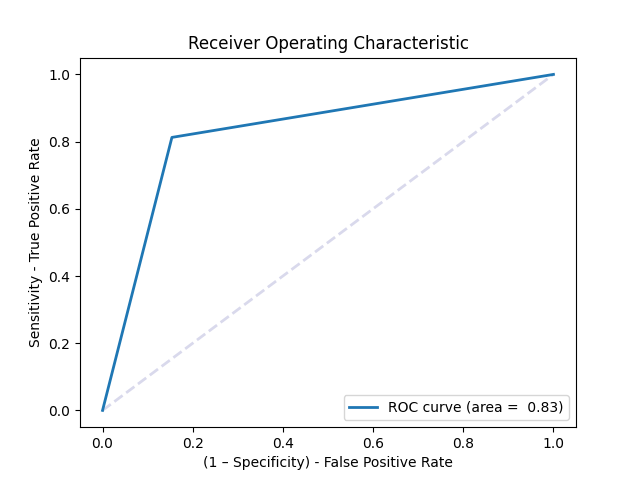 Receiver Operating Characteristic
1.0
0.8
0.6
0.4
0.2
0.0
Sensitivity - True Positive Rate
ROC curve (area =  0.83)
0.0 0.2 0.4 0.6 0.8 1.0
(1 – Specificity) - False Positive Rate